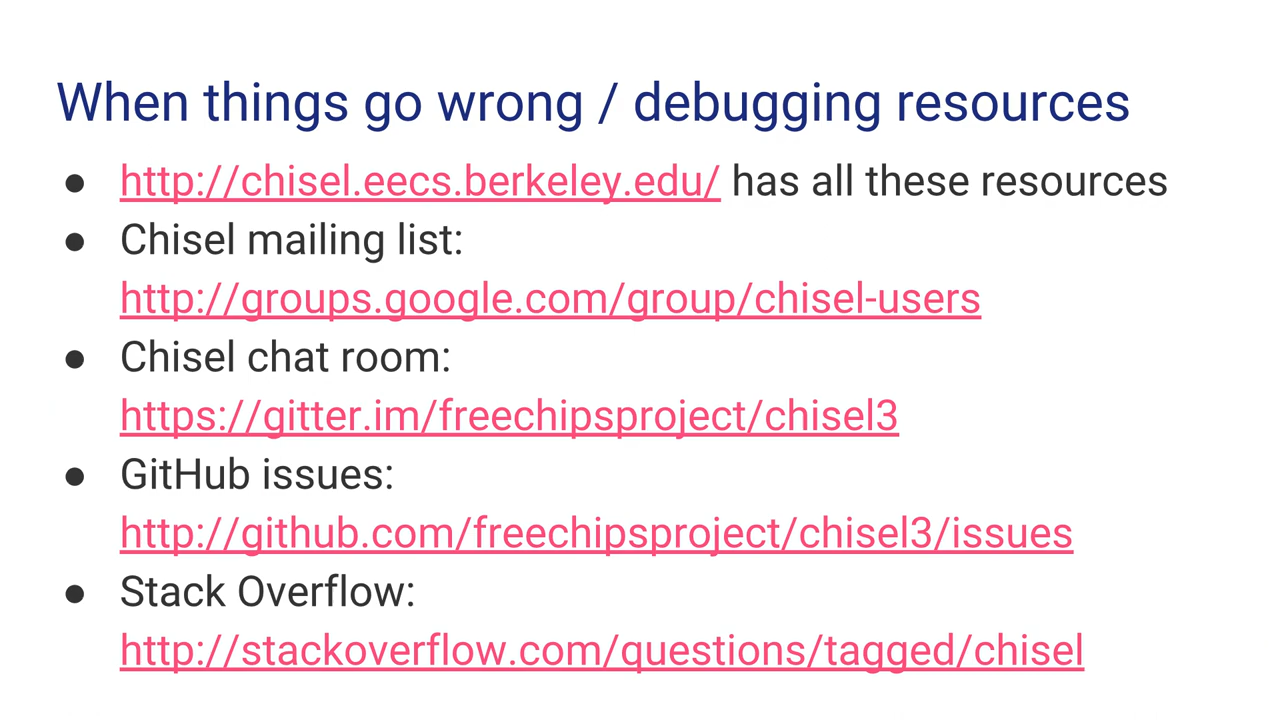 When things go wrong / debugging resources
● http://chisel.eecs.berkeley.edu/ has all these resources
● Chisel mailing list:
http://groups.google.com/group/chisel-users
● Chisel chat room:
https://gitter.im/freechipsproject/chisel3
● GitHub issues:
http://github.com/freechipsproject/chisel3/issues
● Stack Overflow:
http://stackoverflow.com/questions/tagged/chisel